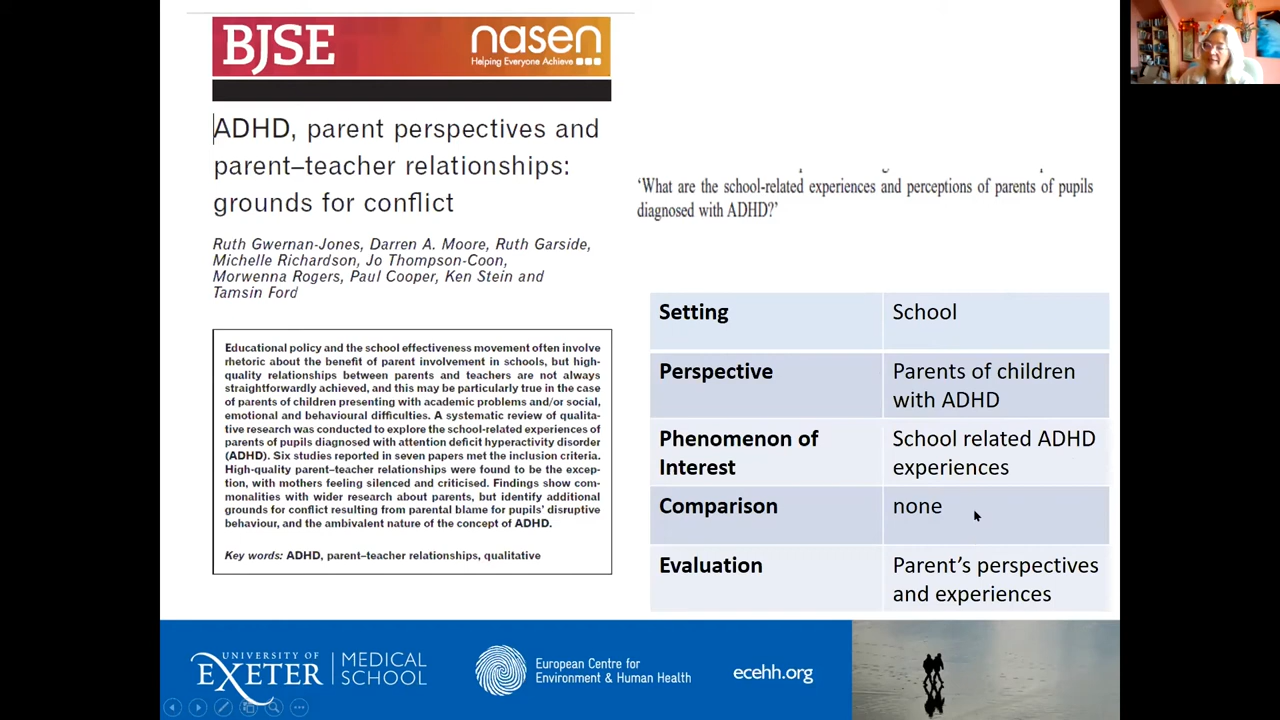 BJSE
nasen
Helping Everyone Achieve
ADHD, parent perspectives and
parent–teacher relationships:
grounds for conflict
Ruth Gwernan-Jones, Darren A. Moore, Ruth Garside,
Michelle Richardson, Jo Thompson-Coon,
Morwenna Rogers, Paul Cooper, Ken Stein and
Tamsin Ford
Educational policy and the school effectiveness movement often involve
rhetoric about the benefit of parent involvement in schools, but high-
quality relationships between parents and teachers are not always
straightforwardly achieved, and this may be particularly true in the case
of parents of children presenting with academic problems and/or social,
emotional and behavioural difficulties. A systematic review of qualita-
tive research was conducted to explore the school-related experiences of
parents of pupils diagnosed with attention deficit hyperactivity disorder
(ADHD). Six studies reported in seven papers met the inclusion criteria.
High-quality parent–teacher relationships were found to be the excep-
tion, with mothers feeling silenced and criticised. Findings show com-
monalities with wider research about parents, but identify additional
grounds for conflict resulting from parental blame for pupils' disruptive
behaviour, and the ambivalent nature of the concept of ADHD.
Key words: ADHD, parent–teacher relationships, qualitative
'What are the school-related experiences and perceptions of parents of pupils
diagnosed with ADHD?'
Setting School
Perspective Parents of children
with ADHD
Phenomenon of School related ADHD
Interest experiences
Comparison none
Evaluation Parent's perspectives
and experiences
UNIVERSITY OF
EXETER
MEDICAL
SCHOOL
European Centre for
Environment & Human Health
ecehh.org